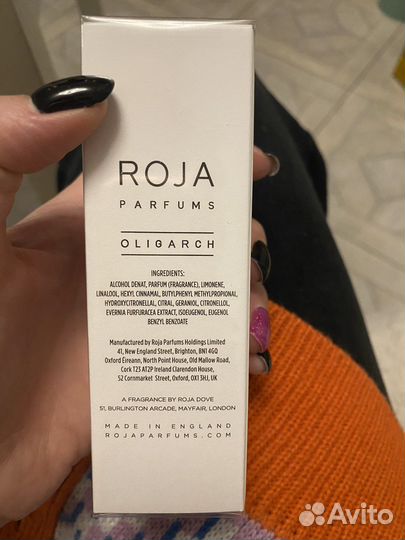 ROJA
PARFUMS
OLIGARCH
INGREDIENTS:
ALCOHOL DENAT, PARFUM (FRAGRANCE), LIMONENE,
LINALOOL, HEXYL CINNAMAL, BUTYLPHENYL METHYLPROPIONAL,
HYDROXYCITRONELLAL, CITRAL, GERANIOL, CITRONELLOL,
EVERNIA FURFURACEA EXTRACT, ISOEUGENOL, EUGENOL
BENZYL BENZOATE
Manufactured by Roja Parfums Holdings Limited
41, New England Street, Brighton, BN1 4GQ
Oxford Éireann, North Point House, Old Mallow Road,
Cork T23 AT2P Ireland Clarendon House,
52 Cornmarket Street, Oxford, OX1 3HJ, UK
A FRAGRANCE BY ROJA DOVE
51, BURLINGTON ARCADE, MAYFAIR, LONDON
MADE IN ENGLAND
ROJAPARFUMS.COM
Avito